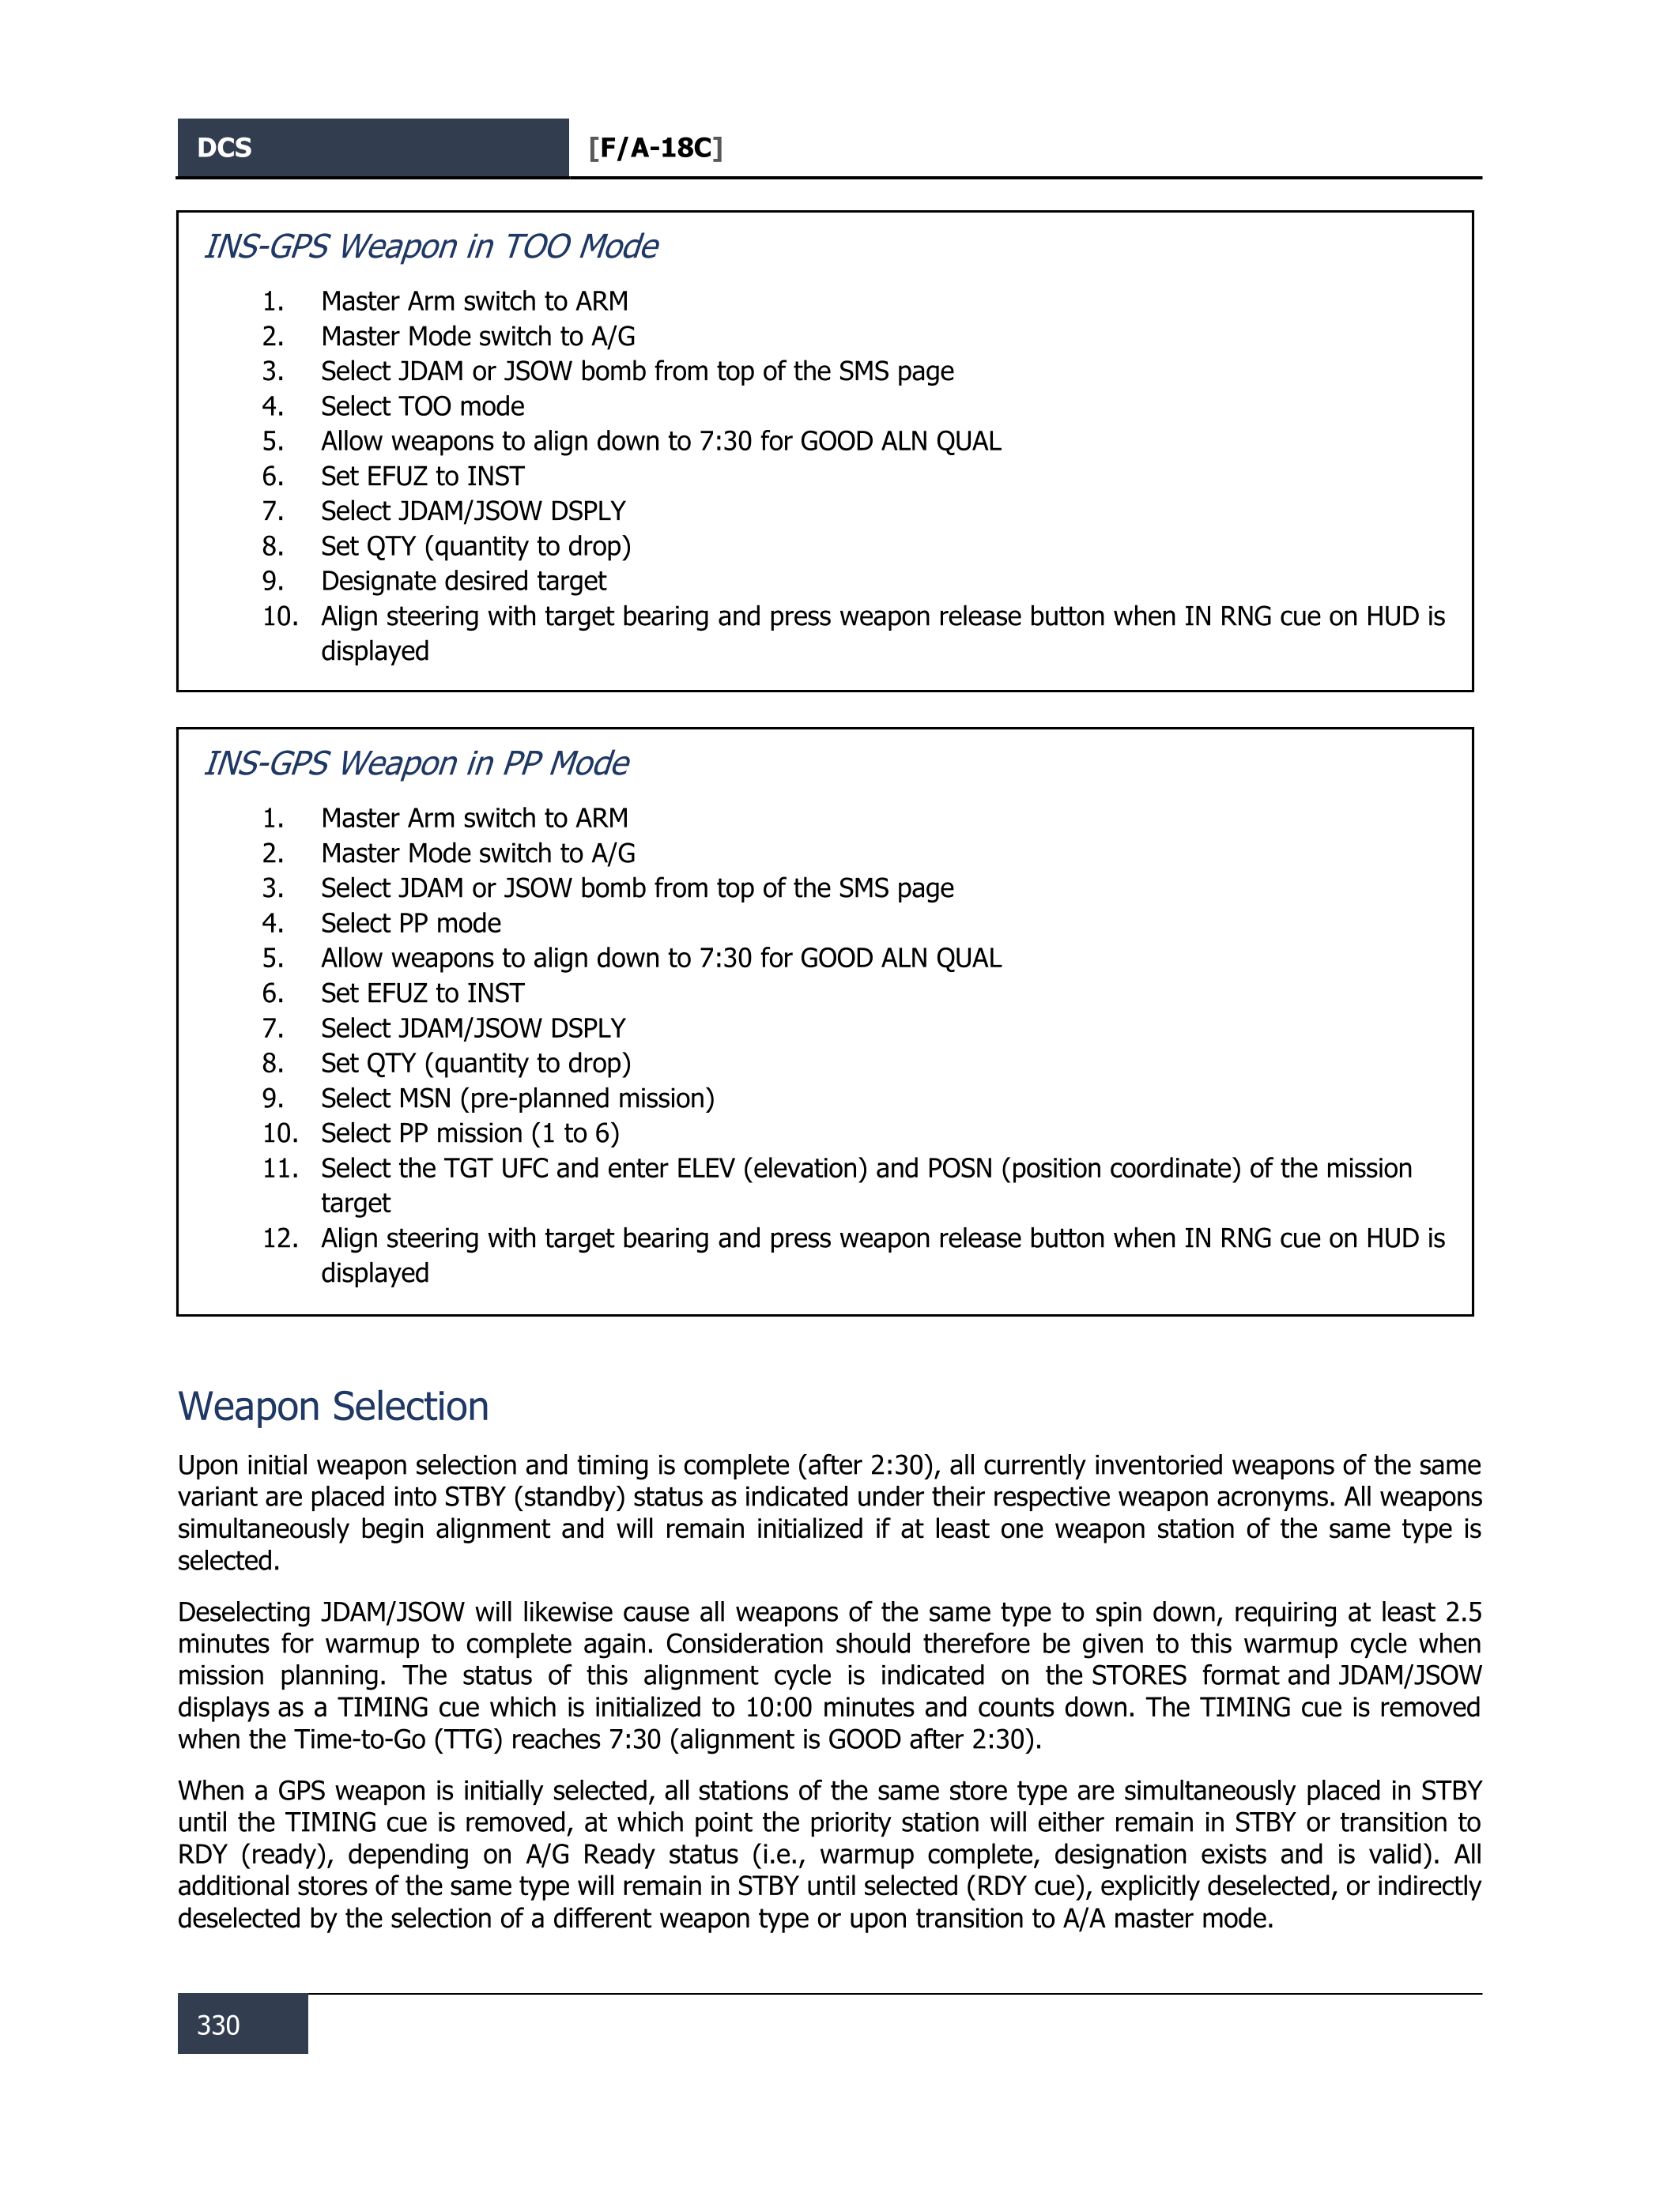 DCS [F/A-18C]
INS-GPS Weapon in TOO Mode
1. Master Arm switch to ARM
2. Master Mode switch to A/G
3. Select JDAM or JSOW bomb from top of the SMS page
4. Select TOO mode
5. Allow weapons to align down to 7:30 for GOOD ALN QUAL
6. Set EFUZ to INST
7. Select JDAM/JSOW DSPLY
8. Set QTY (quantity to drop)
9. Designate desired target
10. Align steering with target bearing and press weapon release button when IN RNG cue on HUD is
displayed
INS-GPS Weapon in PP Mode
1. Master Arm switch to ARM
2. Master Mode switch to A/G
3. Select JDAM or JSOW bomb from top of the SMS page
4. Select PP mode
5. Allow weapons to align down to 7:30 for GOOD ALN QUAL
6. Set EFUZ to INST
7. Select JDAM/JSOW DSPLY
8. Set QTY (quantity to drop)
9. Select MSN (pre-planned mission)
10. Select PP mission (1 to 6)
11. Select the TGT UFC and enter ELEV (elevation) and POSN (position coordinate) of the mission
target
12. Align steering with target bearing and press weapon release button when IN RNG cue on HUD is
displayed
Weapon Selection
Upon initial weapon selection and timing is complete (after 2:30), all currently inventoried weapons of the same
variant are placed into STBY (standby) status as indicated under their respective weapon acronyms. All weapons
simultaneously begin alignment and will remain initialized if at least one weapon station of the same type is
selected.
Deselecting JDAM/JSOW will likewise cause all weapons of the same type to spin down, requiring at least 2.5
minutes for warmup to complete again. Consideration should therefore be given to this warmup cycle when
mission planning. The status of this alignment cycle is indicated on the STORES format and JDAM/JSOW
displays as a TIMING cue which is initialized to 10:00 minutes and counts down. The TIMING cue is removed
when the Time-to-Go (TTG) reaches 7:30 (alignment is GOOD after 2:30).
When a GPS weapon is initially selected, all stations of the same store type are simultaneously placed in STBY
until the TIMING cue is removed, at which point the priority station will either remain in STBY or transition to
RDY (ready), depending on A/G Ready status (i.e., warmup complete, designation exists and is valid). All
additional stores of the same type will remain in STBY until selected (RDY cue), explicitly deselected, or indirectly
deselected by the selection of a different weapon type or upon transition to A/A master mode.
330